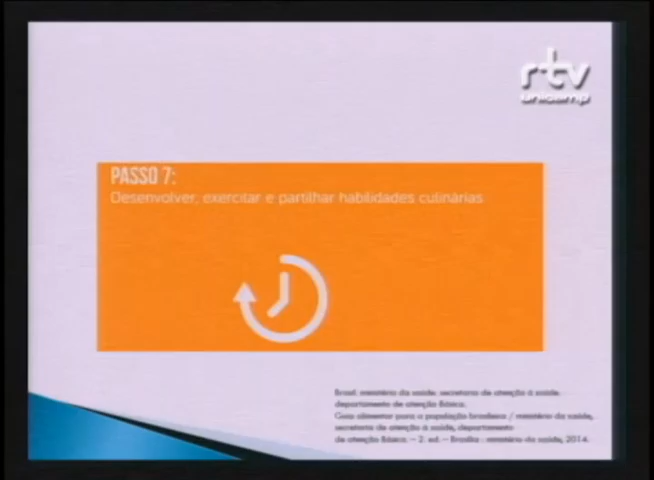 rtv
unicamp
PASSO 7:
Desenvolver, exercitar e partilhar habilidades culinárias
Brasil. ministério da saúde. secretaria de atenção à saúde.
departamento de atenção Básica.
Guia alimentar para a população brasileira / ministério da saúde,
secretaria de atenção à saúde, departamento
de atenção Básica. – 2. ed. – Brasília : ministério da saúde, 2014.